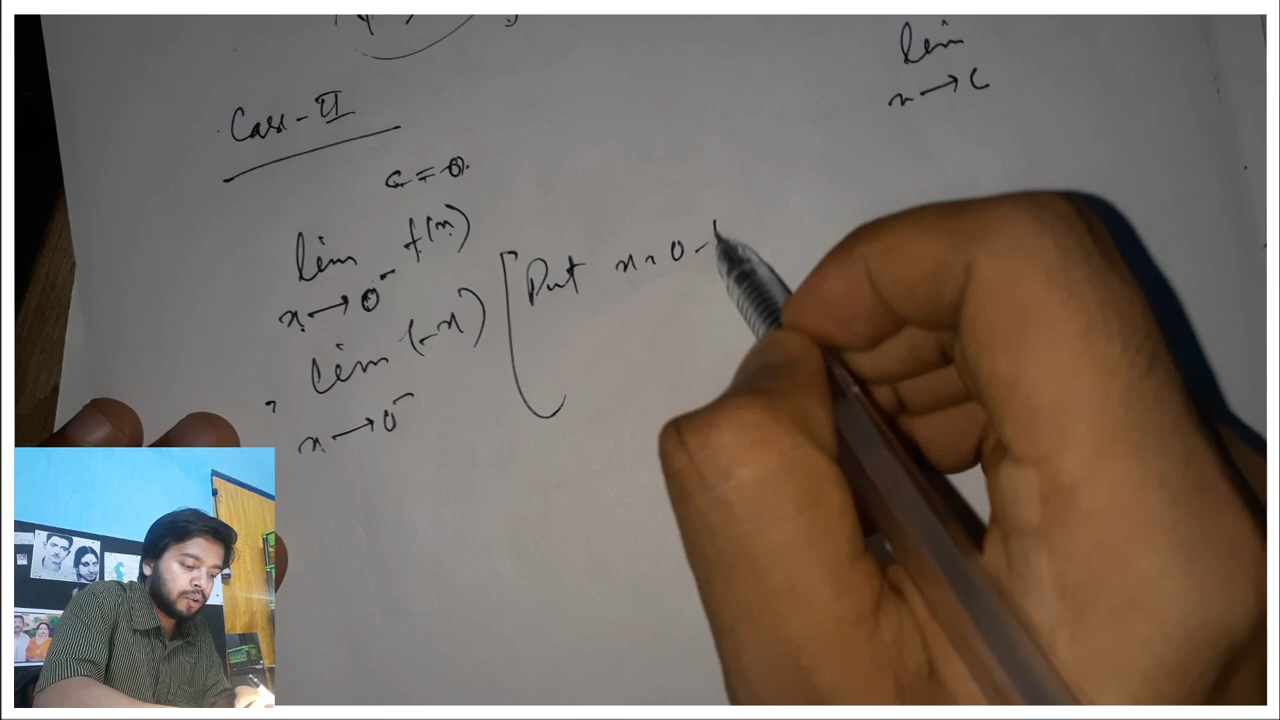 lim
x → c
Case - II
c = 0.
lim f(x)
x → 0⁻
, lim (-x) [Put x = 0 -
x → 0⁻